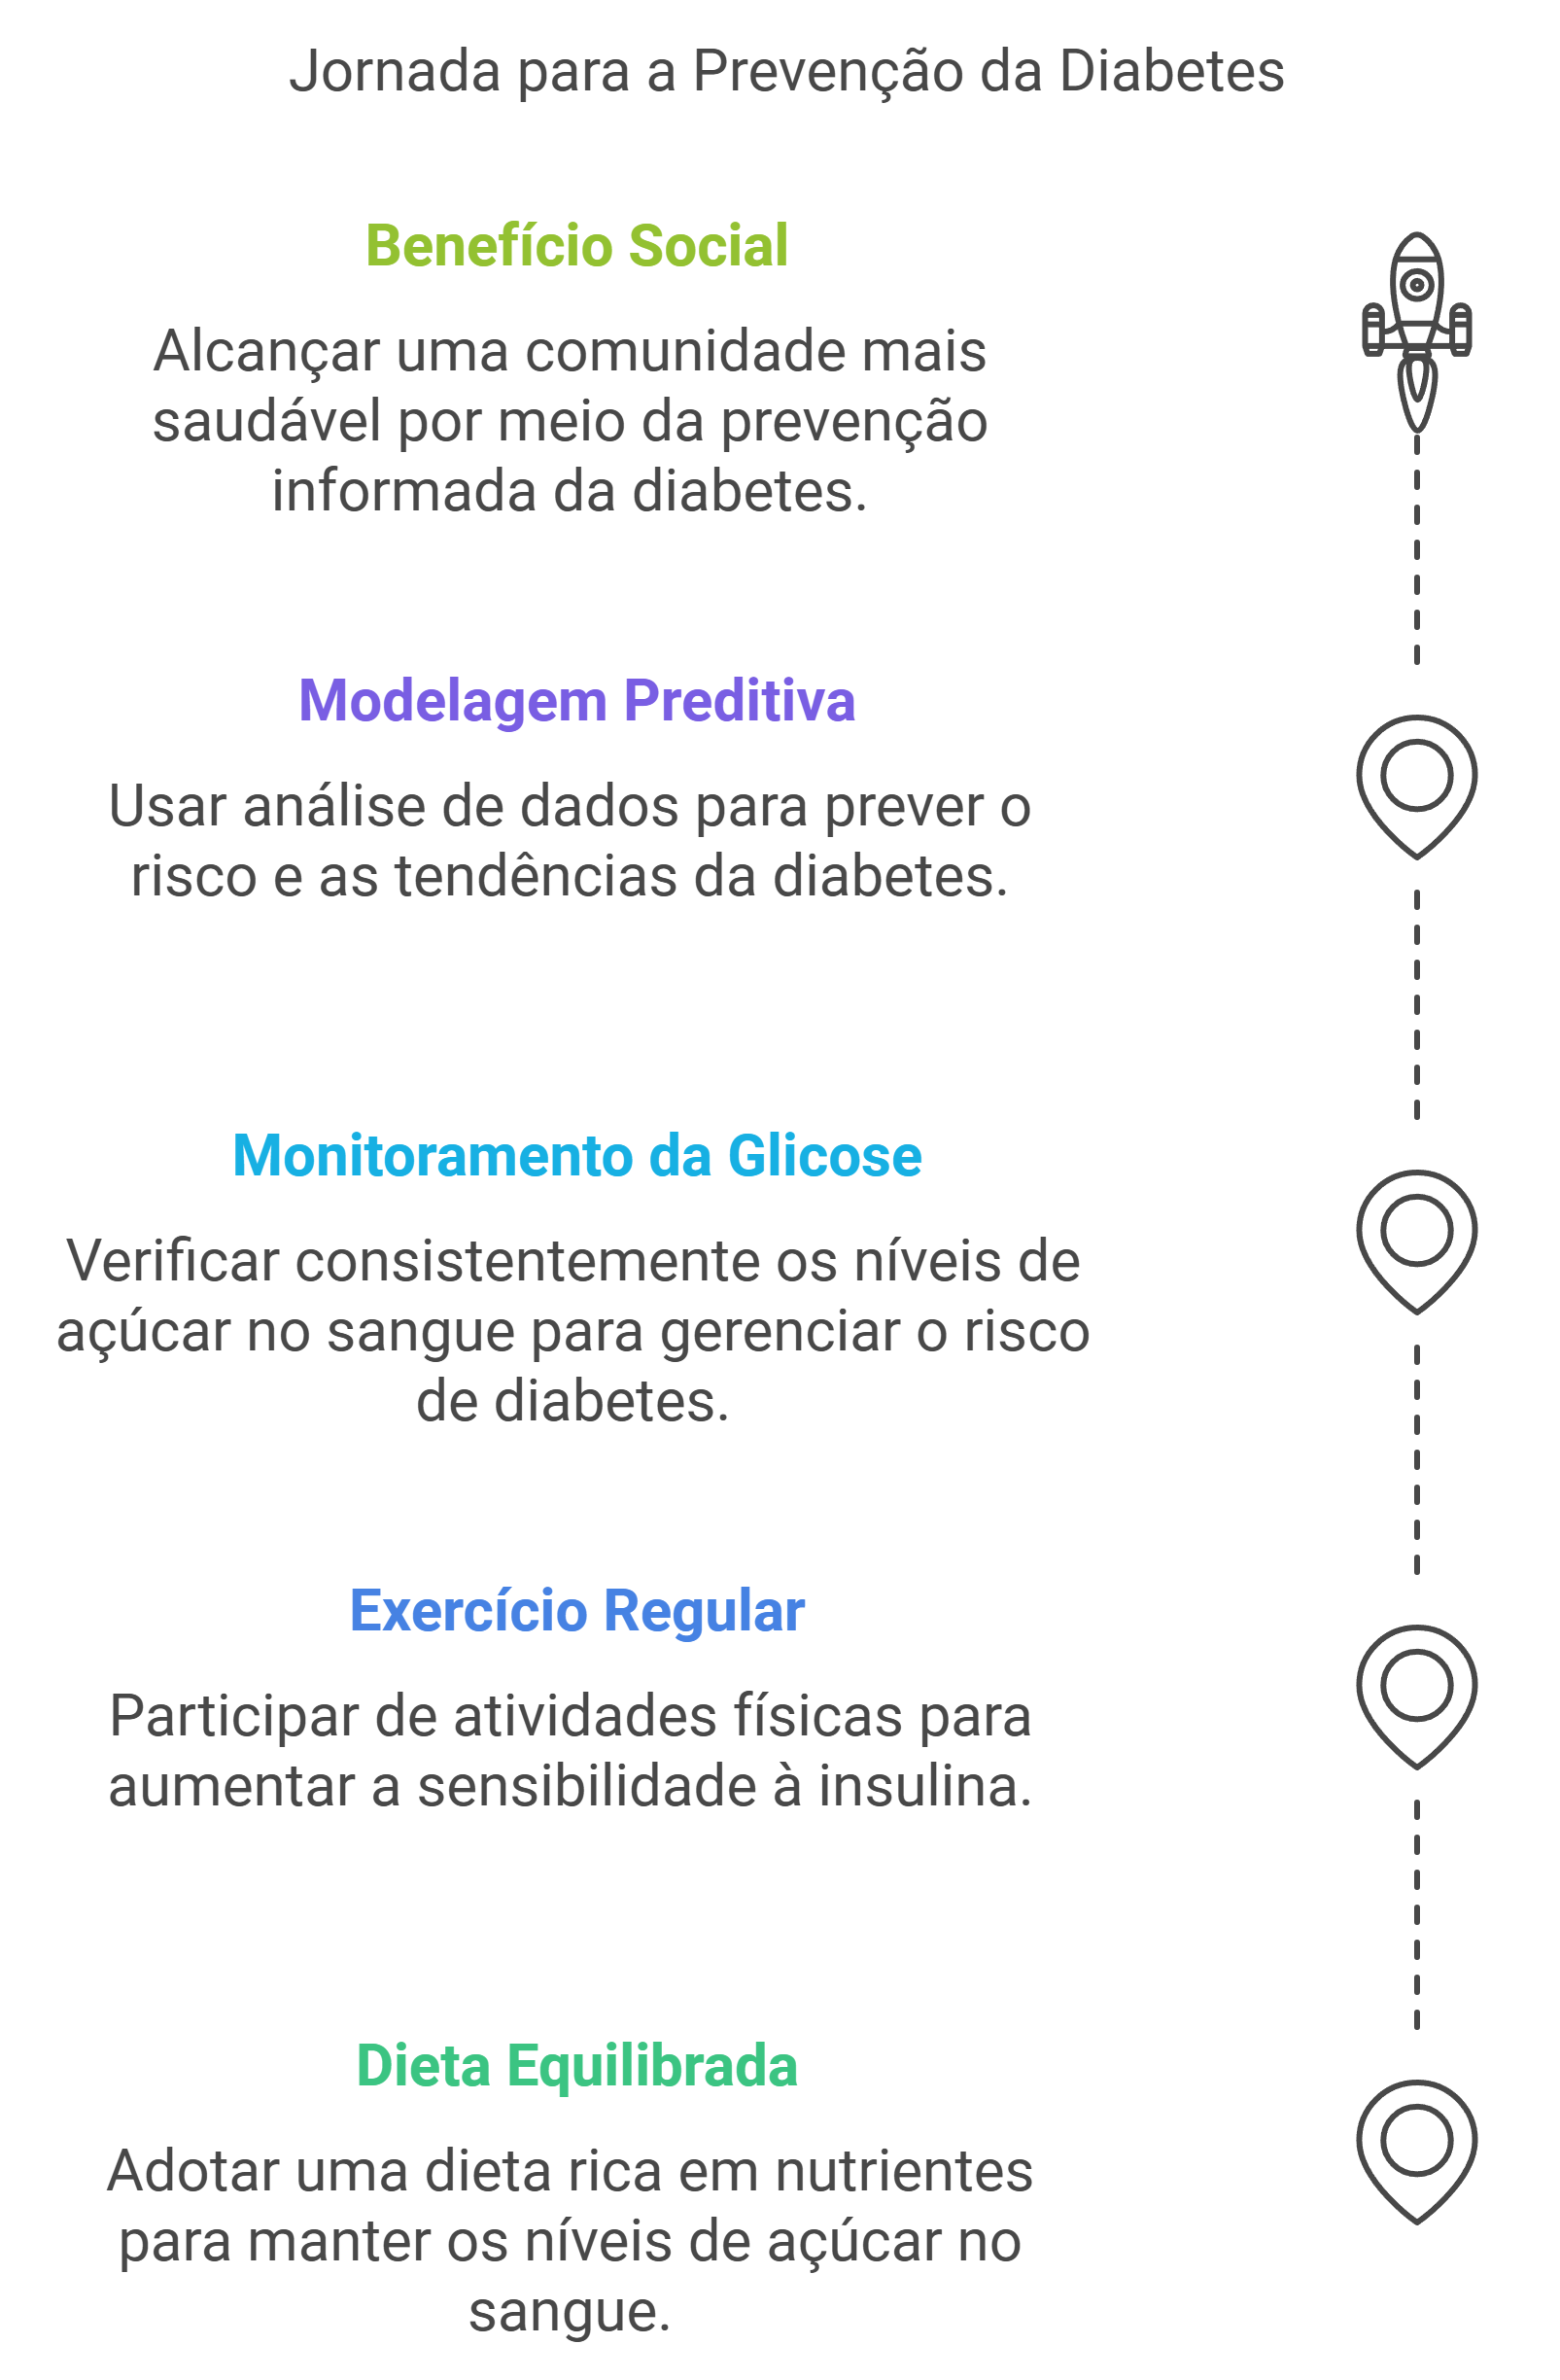 Jornada para a Prevenção da Diabetes
Benefício Social
Alcançar uma comunidade mais
saudável por meio da prevenção
informada da diabetes.
Modelagem Preditiva
Usar análise de dados para prever o
risco e as tendências da diabetes.
Monitoramento da Glicose
Verificar consistentemente os níveis de
açúcar no sangue para gerenciar o risco
de diabetes.
Exercício Regular
Participar de atividades físicas para
aumentar a sensibilidade à insulina.
Dieta Equilibrada
Adotar uma dieta rica em nutrientes
para manter os níveis de açúcar no
sangue.